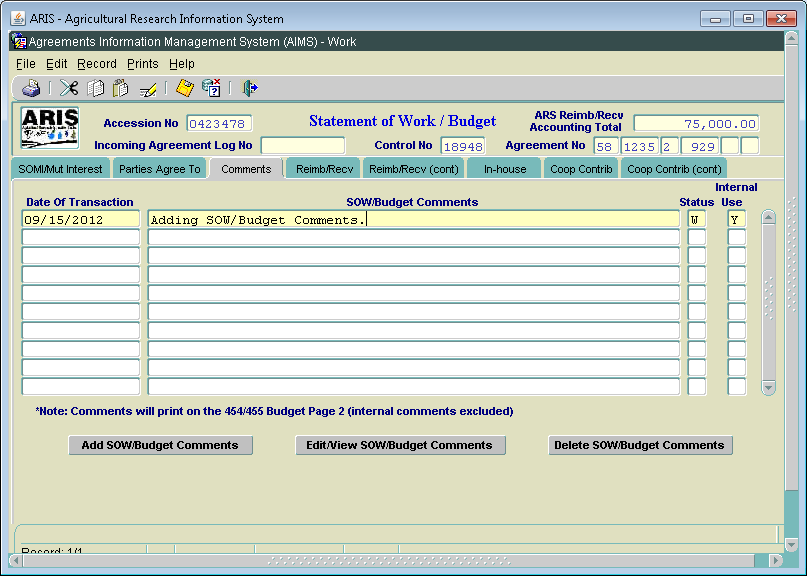 ARIS - Agricultural Research Information System
Agreements Information Management System (AIMS) - Work
File Edit Record Prints Help
ARIS
Accession No 0423478
Statement of Work / Budget
ARS Reimb/Recv Accounting Total 75,000.00
Incoming Agreement Log No
Control No 18948
Agreement No 58 1235 2 929
SOMI/Mut Interest Parties Agree To Comments Reimb/Recv Reimb/Recv (cont) In-house Coop Contrib Coop Contrib (cont)
Date Of Transaction SOW/Budget Comments Status Internal Use
09/15/2012 Adding SOW/Budget Comments. W Y
*Note: Comments will print on the 454/455 Budget Page 2 (internal comments excluded)
Add SOW/Budget Comments Edit/View SOW/Budget Comments Delete SOW/Budget Comments
Record: 1/1